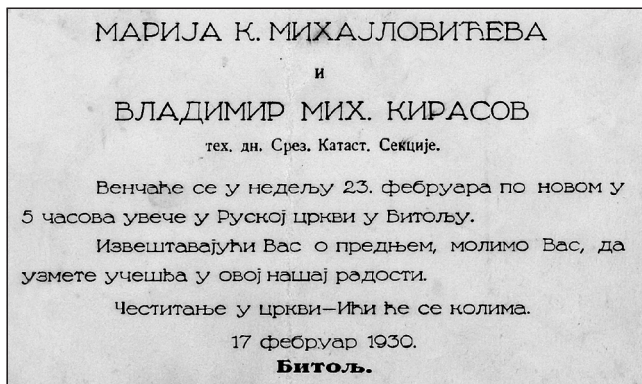 МАРИЈА К. МИХАЈЛОВИЋЕВА
и
ВЛАДИМИР МИХ. КИРАСОВ
тех. дн. Срез. Катаст. Секције.
Венчаће се у недељу 23. фебруара по новом у
5 часова увече у Руској цркви у Битољу.
Извештавајући Вас о предњем, молимо Вас, да
узмете учешћа у овој нашај радости.
Честитање у цркви—Ићи ће се колима.
17 фебруар 1930.
Битољ.